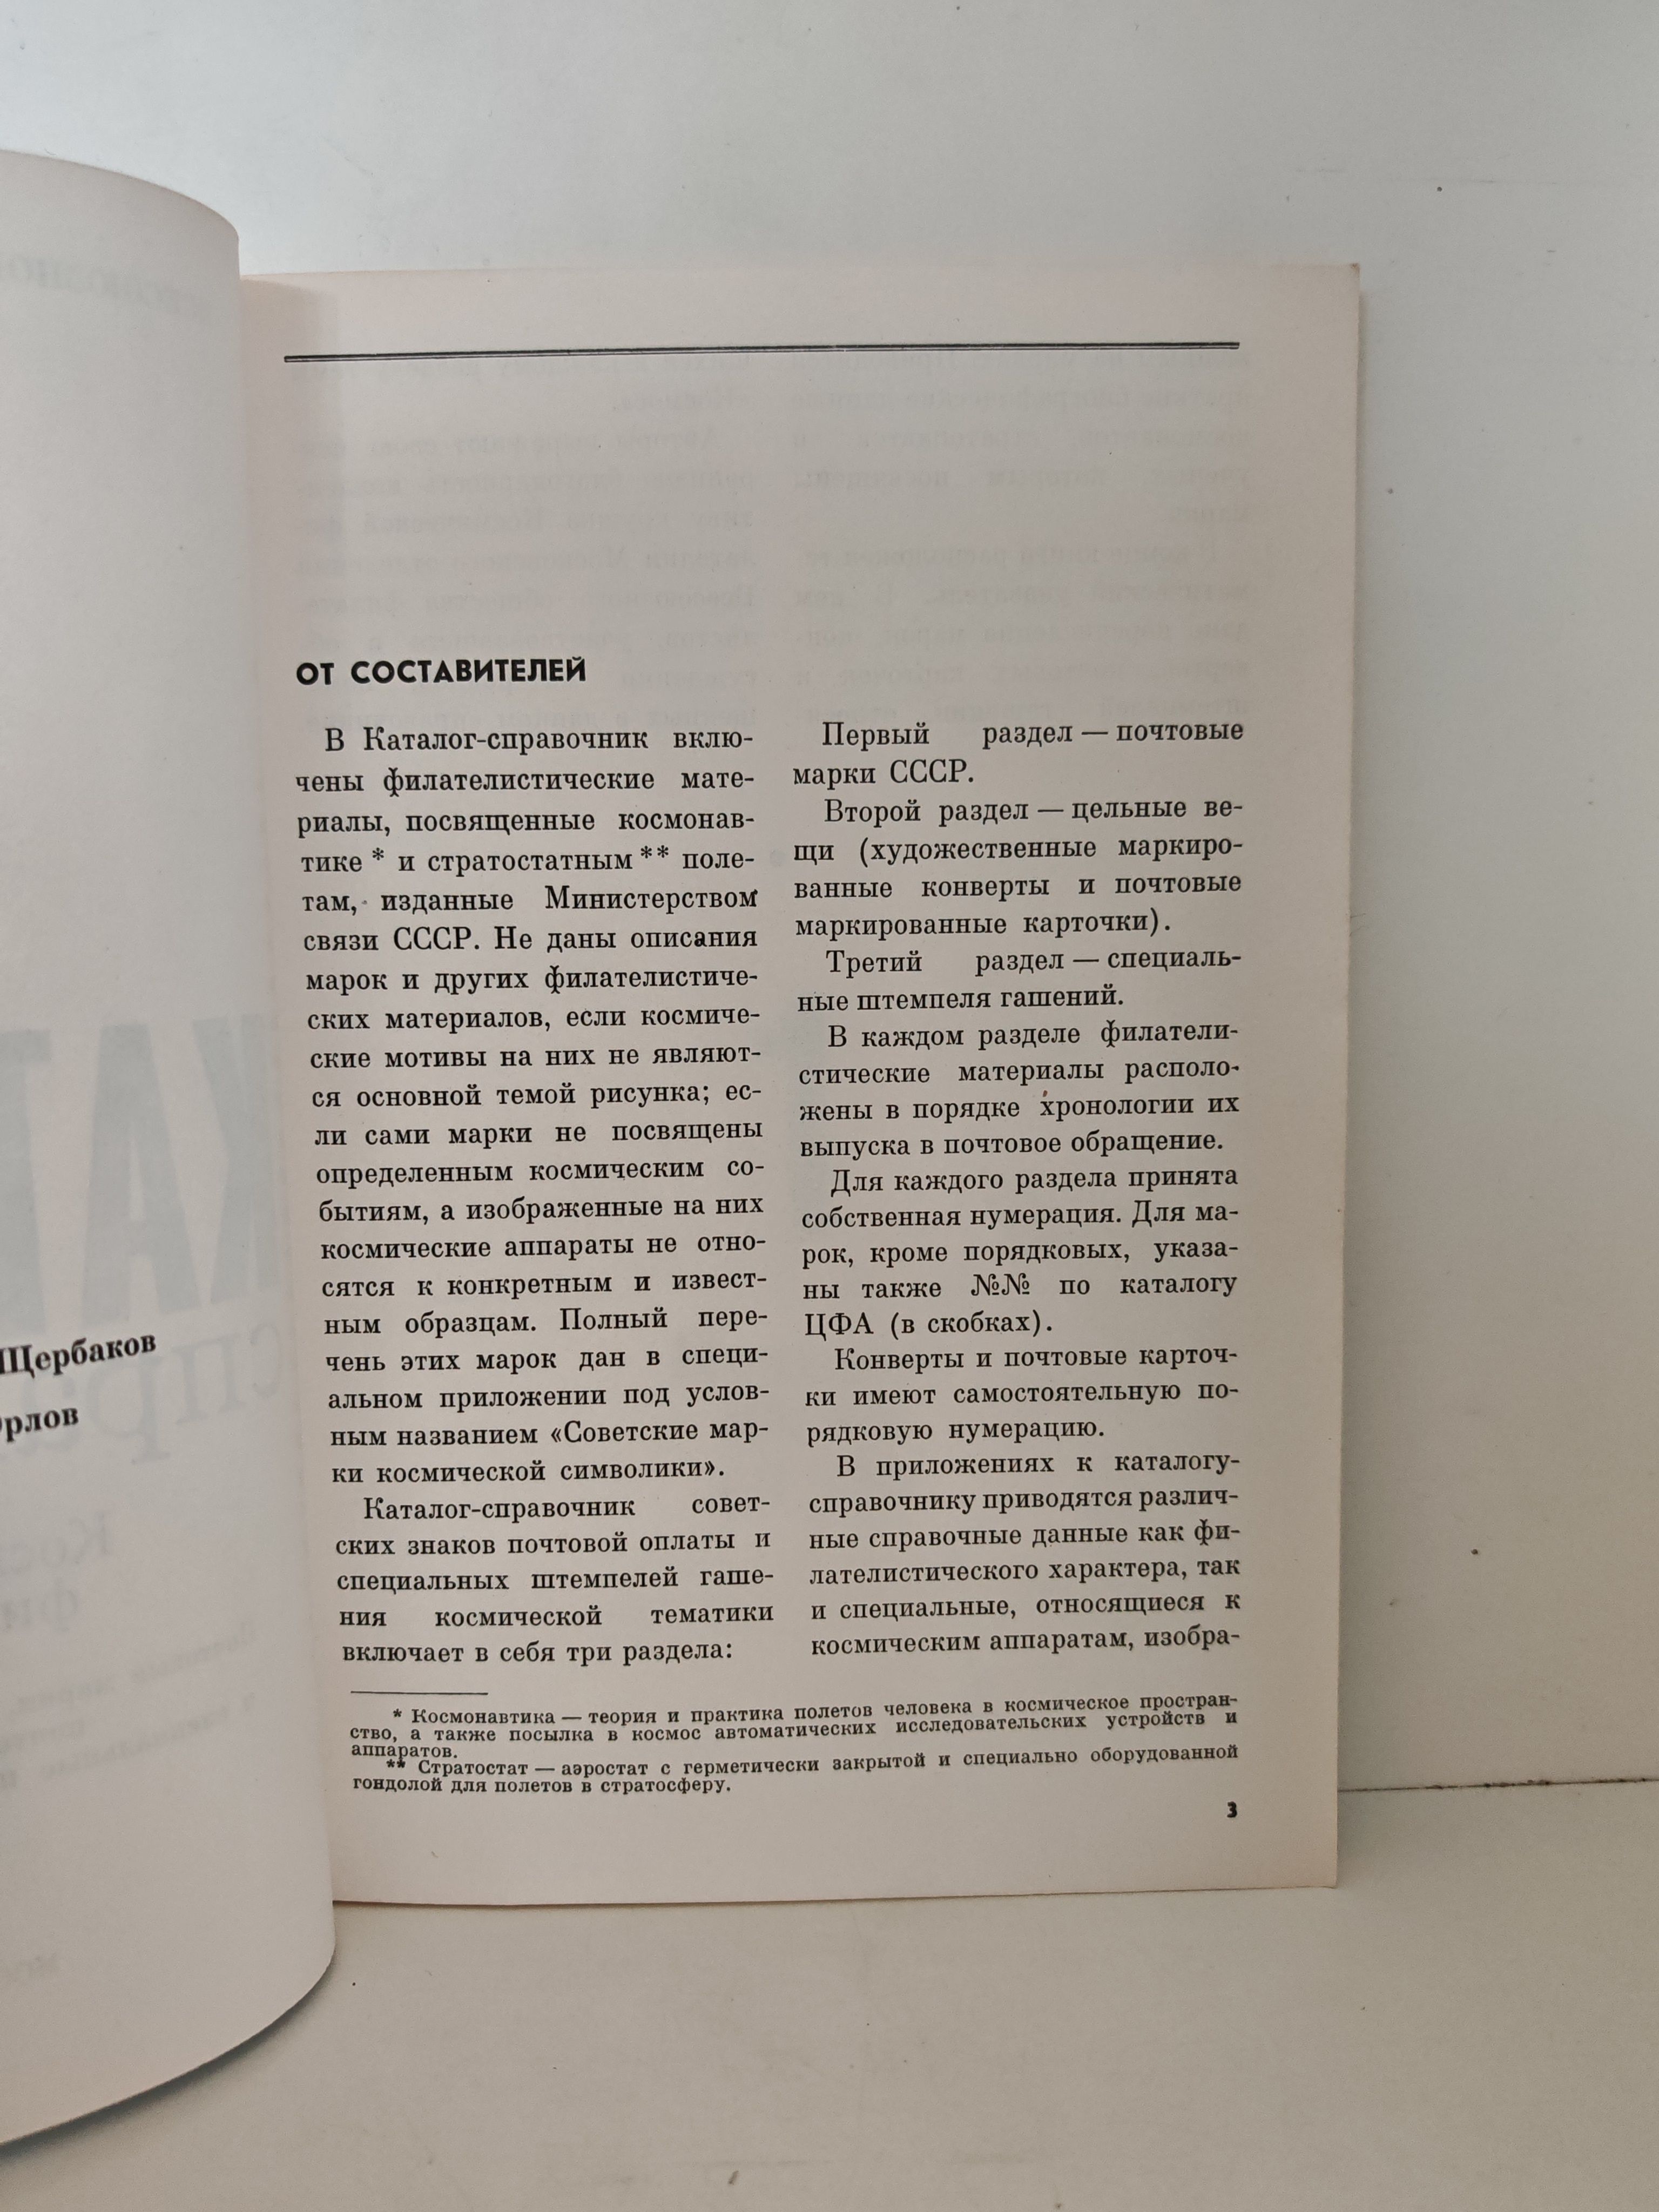 Щербаков
Орлов
ОТ СОСТАВИТЕЛЕЙ
В Каталог-справочник вклю-
чены филателистические мате-
риалы, посвященные космонав-
тике * и стратостатным ** поле-
там, изданные Министерством
связи СССР. Не даны описания
марок и других филателистиче-
ских материалов, если космиче-
ские мотивы на них не являют-
ся основной темой рисунка; ес-
ли сами марки не посвящены
определенным космическим со-
бытиям, а изображенные на них
космические аппараты не отно-
сятся к конкретным и извест-
ным образцам. Полный пере-
чень этих марок дан в специ-
альном приложении под услов-
ным названием «Советские мар-
ки космической символики».
Каталог-справочник совет-
ских знаков почтовой оплаты и
специальных штемпелей гаше-
ния космической тематики
включает в себя три раздела:
Первый раздел — почтовые
марки СССР.
Второй раздел — цельные ве-
щи (художественные маркиро-
ванные конверты и почтовые
маркированные карточки).
Третий раздел — специаль-
ные штемпеля гашений.
В каждом разделе филатели-
стические материалы располо-
жены в порядке хронологии их
выпуска в почтовое обращение.
Для каждого раздела принята
собственная нумерация. Для ма-
рок, кроме порядковых, указа-
ны также №№ по каталогу
ЦФА (в скобках).
Конверты и почтовые карточ-
ки имеют самостоятельную по-
рядковую нумерацию.
В приложениях к каталогу-
справочнику приводятся различ-
ные справочные данные как фи-
лателистического характера, так
и специальные, относящиеся к
космическим аппаратам, изобра-
* Космонавтика — теория и практика полетов человека в космическое простран-
ство, а также посылка в космос автоматических исследовательских устройств и
аппаратов.
** Стратостат — аэростат с герметически закрытой и специально оборудованной
гондолой для полетов в стратосферу.
3